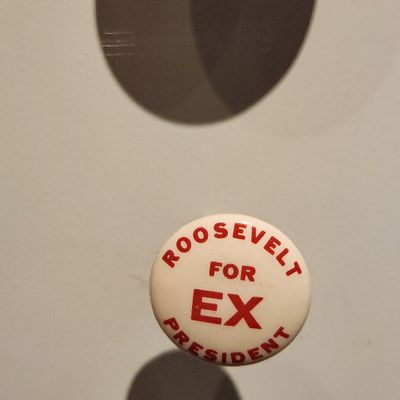 ROOSEVELT
FOR
EX
PRESIDENT